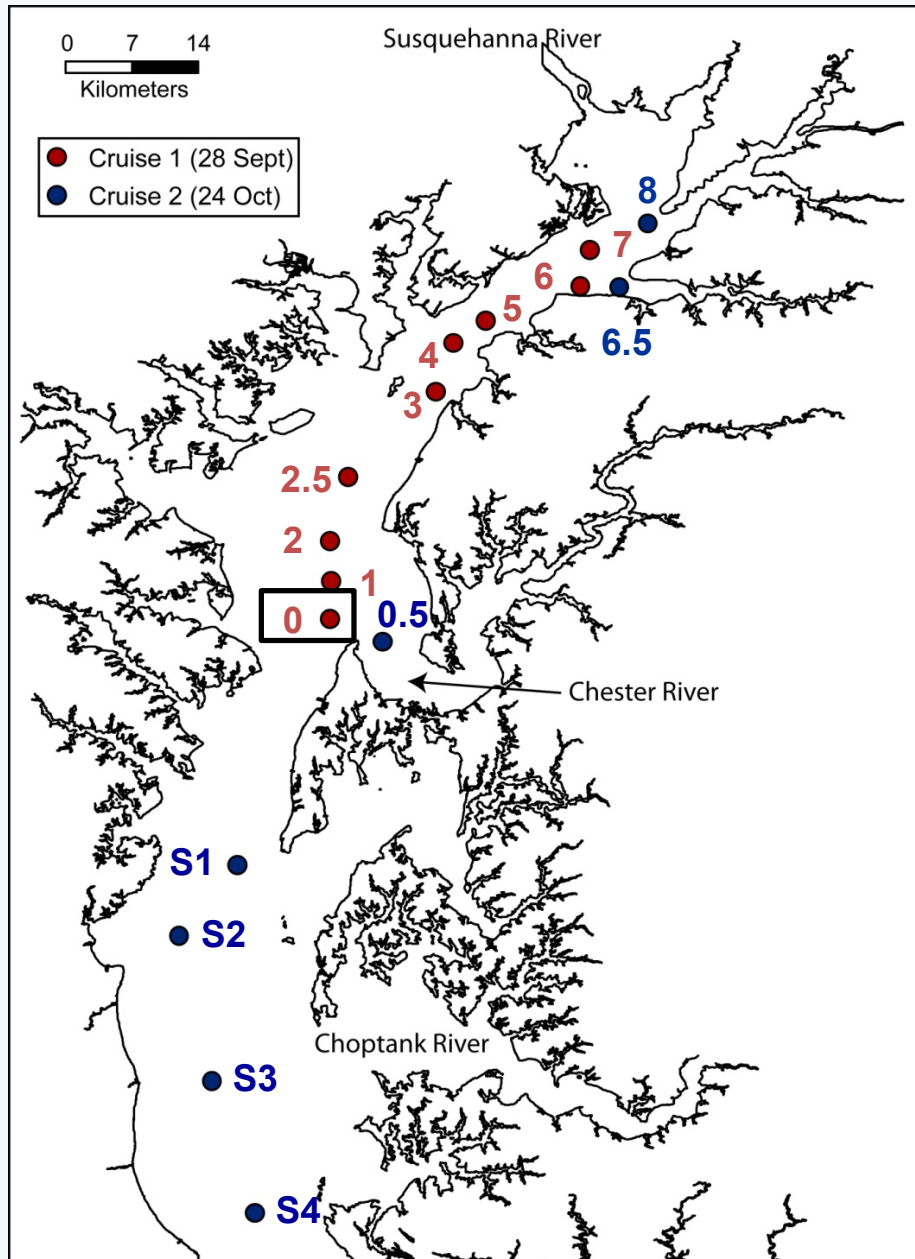 Susquehanna River
0 7 14
Kilometers
Cruise 1 (28 Sept)
Cruise 2 (24 Oct)
8
7
6
5
6.5
4
3
2.5
2
1
0
0.5
Chester River
S1
S2
Choptank River
S3
S4